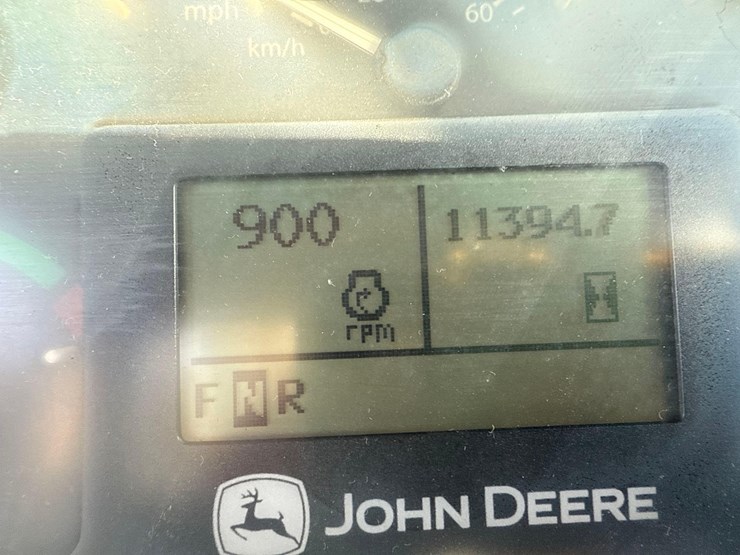 mph
km/h
60
900
11394.7
rpm
F N R
JOHN DEERE